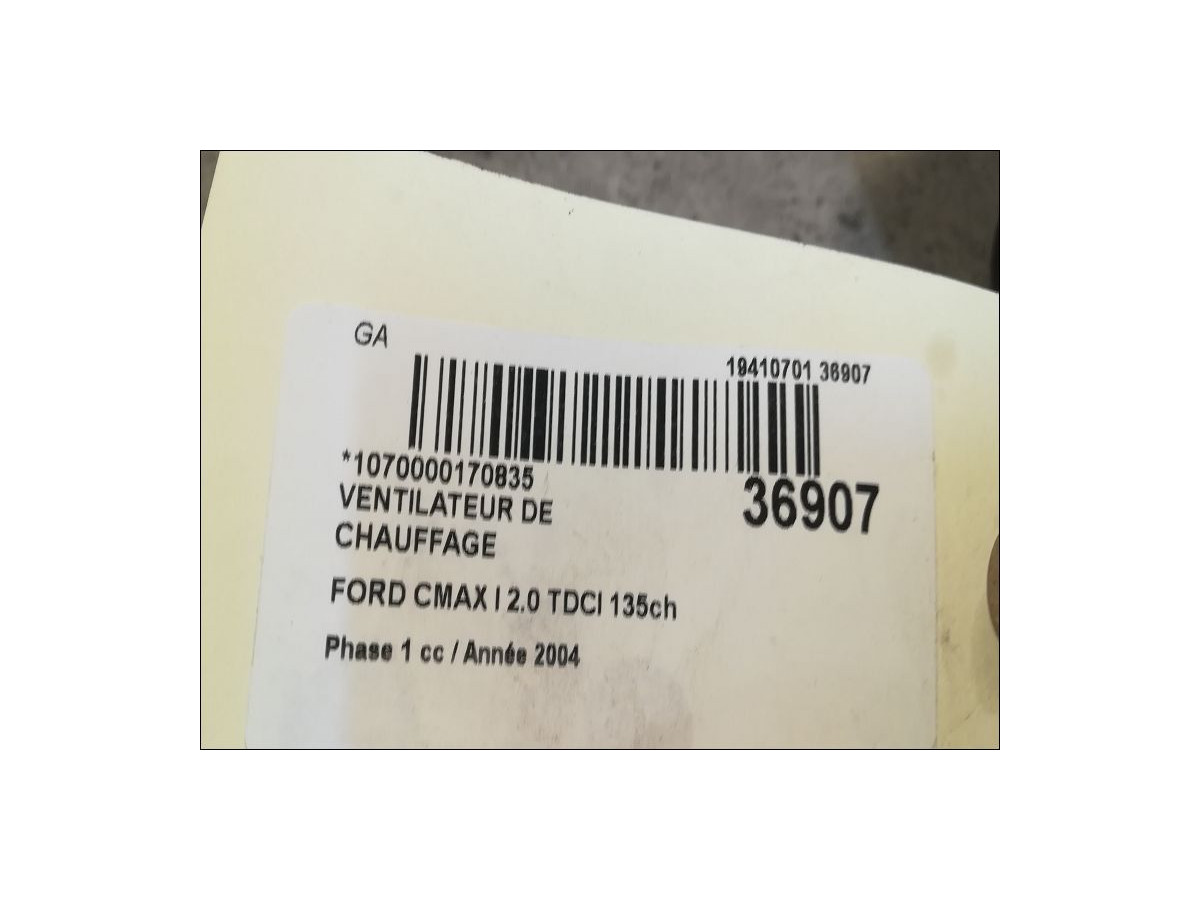 GA
19410701 36907
*1070000170835
36907
VENTILATEUR DE
CHAUFFAGE
FORD CMAX I 2.0 TDCI 135ch
Phase 1 cc / Année 2004